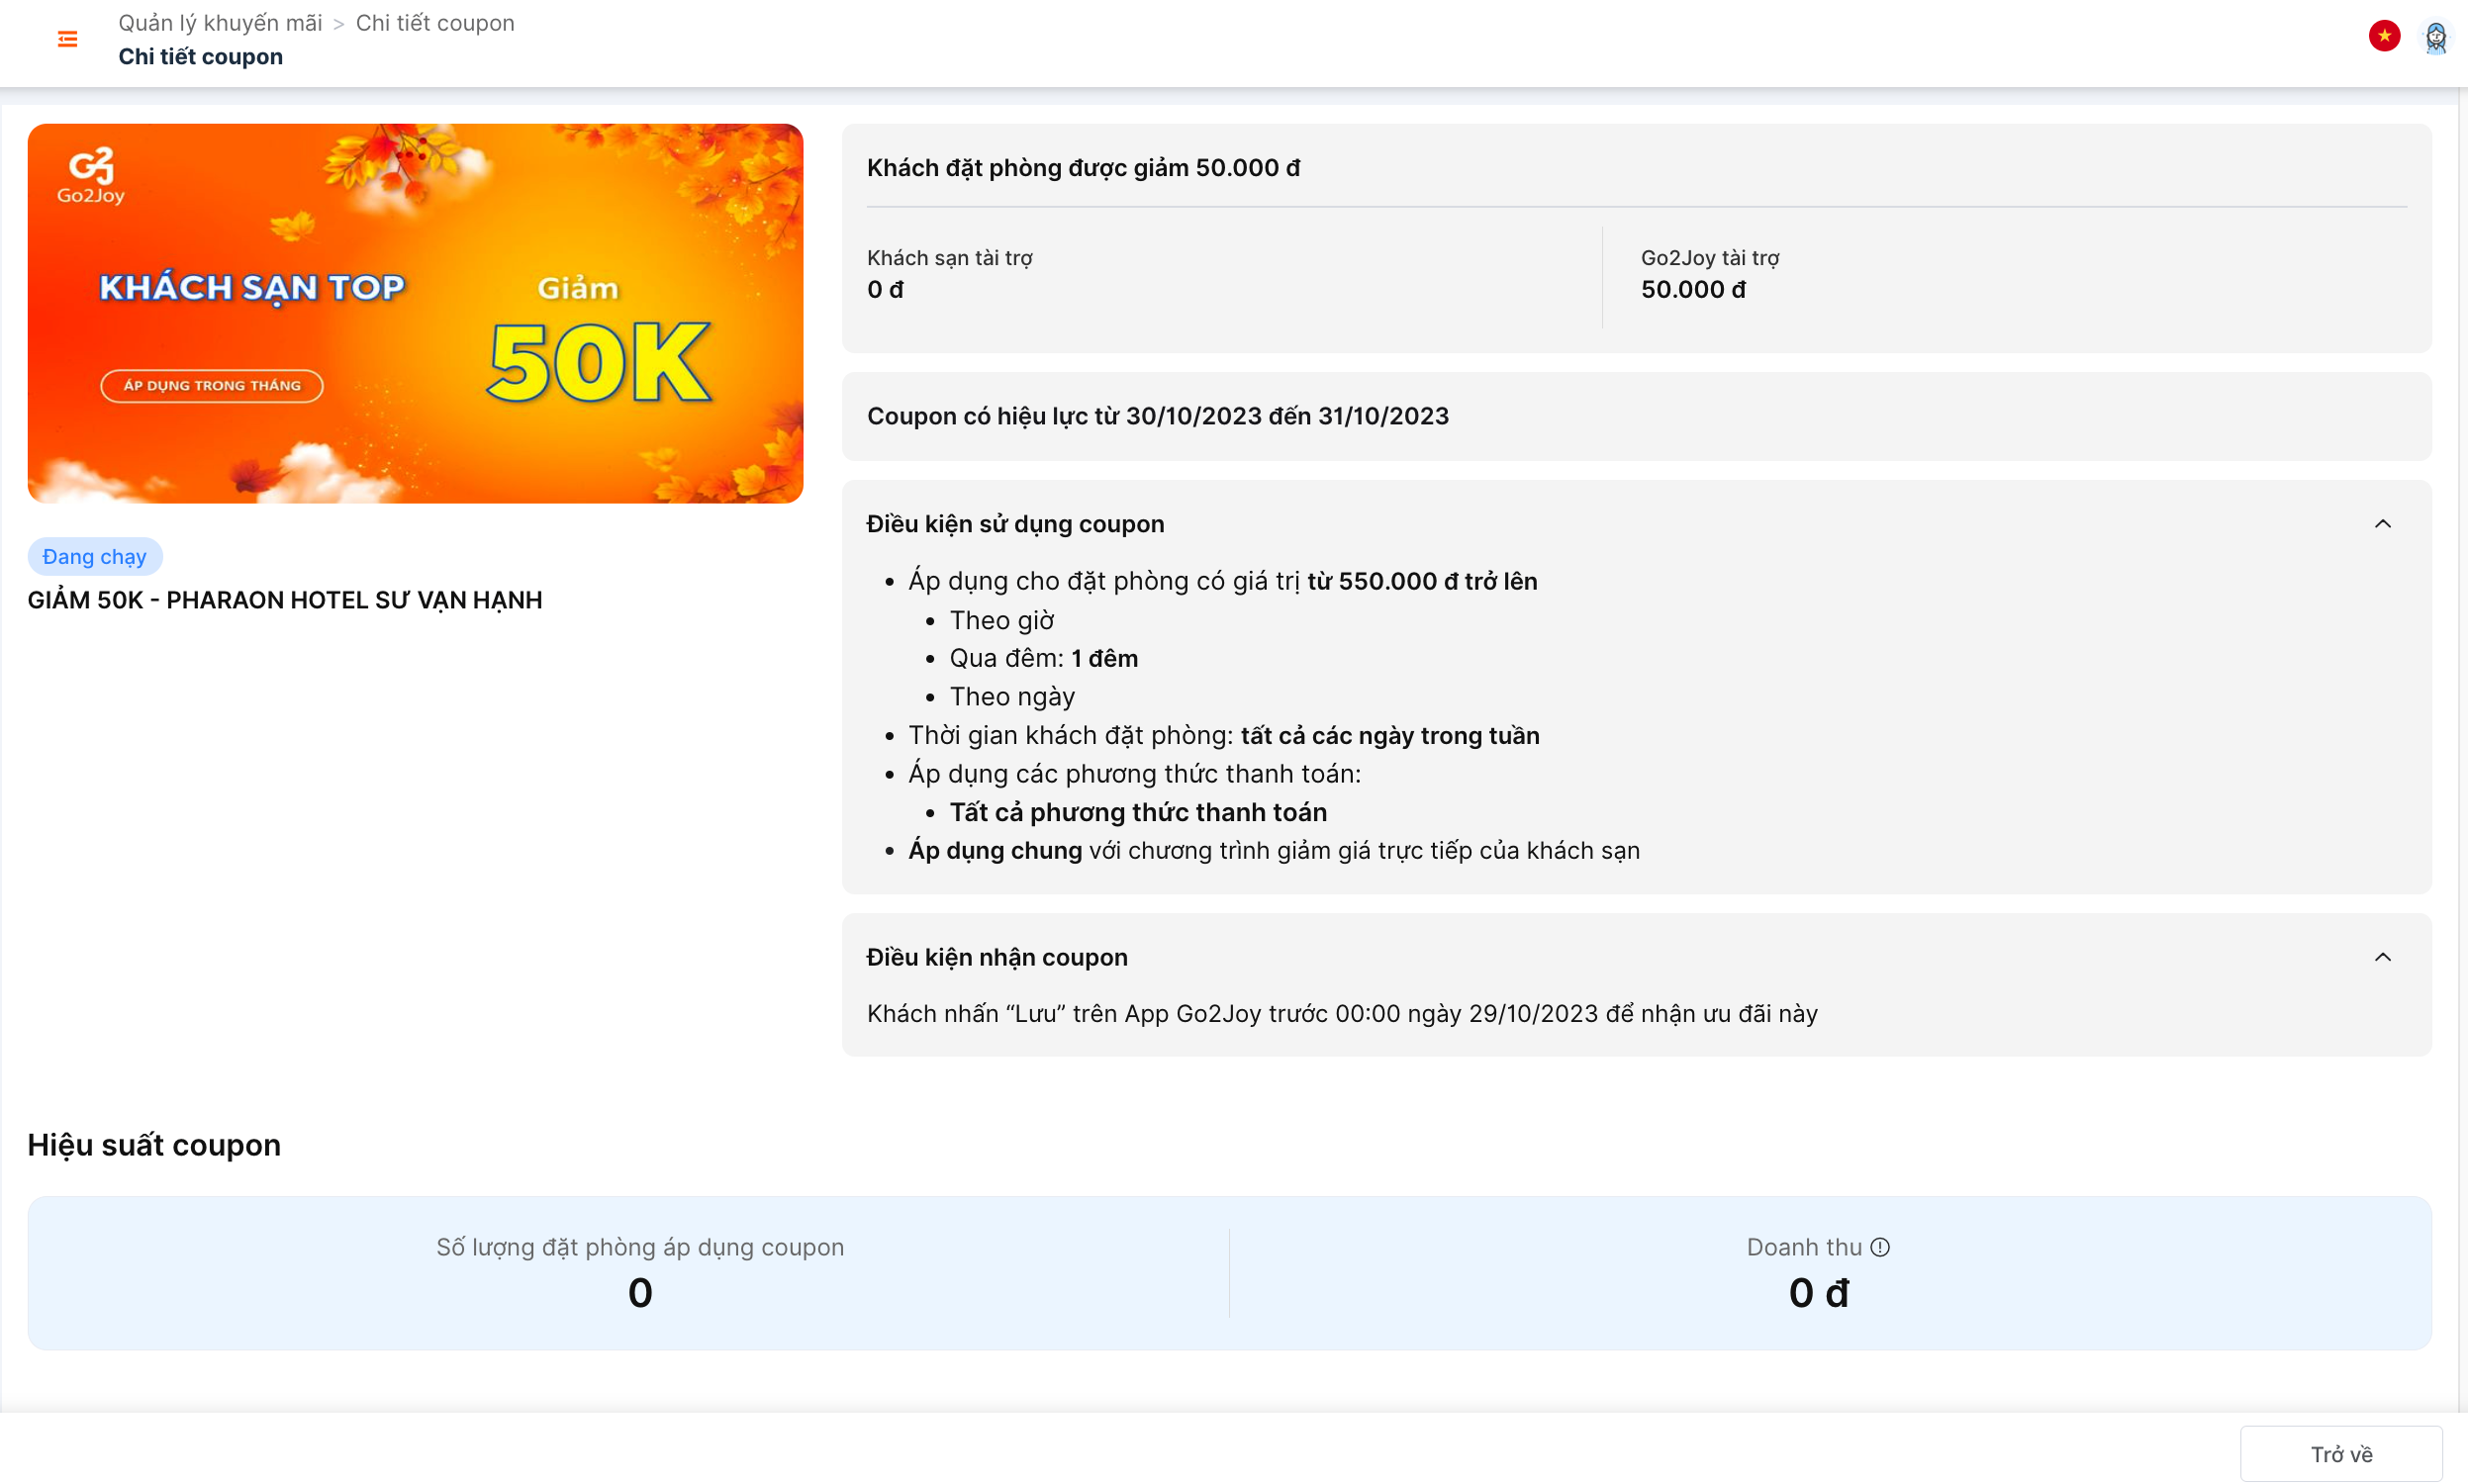 Quản lý khuyến mãi > Chi tiết coupon
Chi tiết coupon
G2J
Go2Joy
KHÁCH SẠN TOP
ÁP DỤNG TRONG THÁNG
Giảm
50K
Đang chạy
GIẢM 50K - PHARAON HOTEL SƯ VẠN HẠNH
Khách đặt phòng được giảm 50.000 đ
Khách sạn tài trợ
0 đ
Go2Joy tài trợ
50.000 đ
Coupon có hiệu lực từ 30/10/2023 đến 31/10/2023
Điều kiện sử dụng coupon
• Áp dụng cho đặt phòng có giá trị từ 550.000 đ trở lên
• Theo giờ
• Qua đêm: 1 đêm
• Theo ngày
• Thời gian khách đặt phòng: tất cả các ngày trong tuần
• Áp dụng các phương thức thanh toán:
• Tất cả phương thức thanh toán
• Áp dụng chung với chương trình giảm giá trực tiếp của khách sạn
Điều kiện nhận coupon
Khách nhấn “Lưu” trên App Go2Joy trước 00:00 ngày 29/10/2023 để nhận ưu đãi này
Hiệu suất coupon
Số lượng đặt phòng áp dụng coupon
0
Doanh thu
0 đ
Trở về